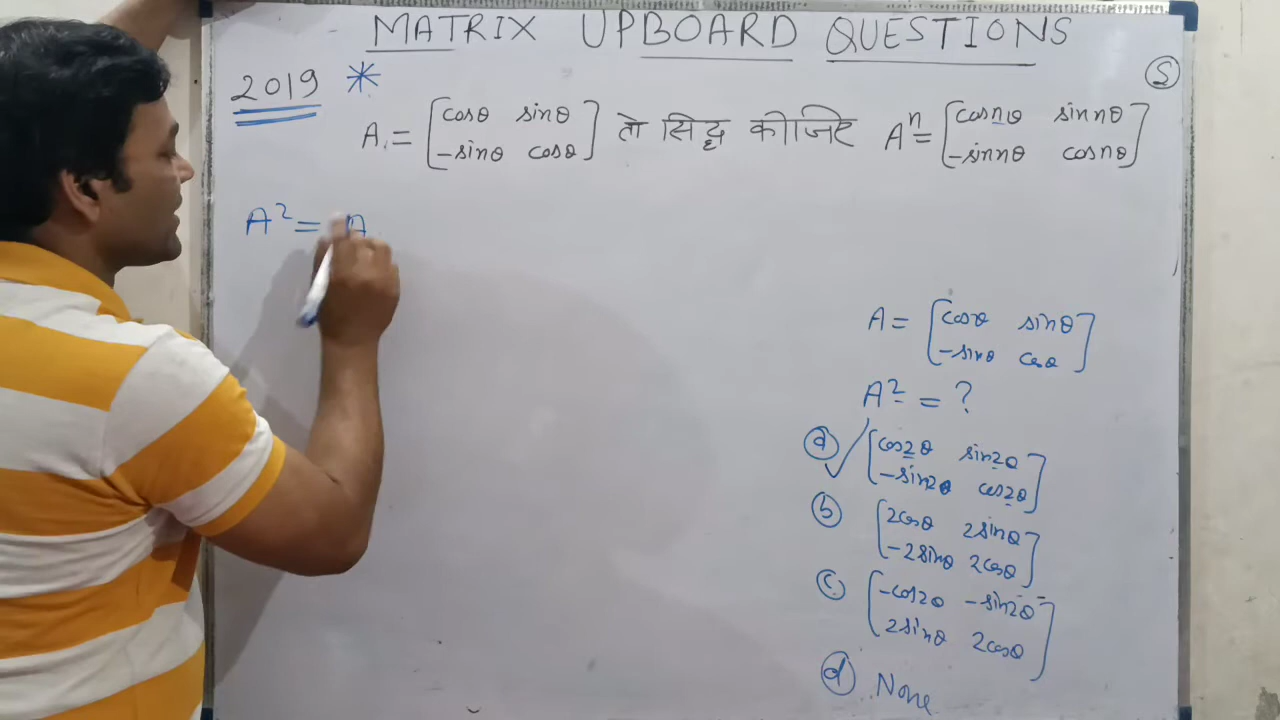 MATRIX UPBOARD QUESTIONS
2019 * (5)
A = [cosθ sinθ
-sinθ cosθ] तो सिद्ध कीजिए A^n = [cosnθ sinnθ
-sinnθ cosnθ]
A² = A
A = [cosθ sinθ
-sinθ cosθ]
A² = ?
(a) ✓ [cos2θ sin2θ
-sin2θ cos2θ]
(b) [2cosθ 2sinθ
-2sinθ 2cosθ]
(c) [-cos2θ -sin2θ
2sinθ 2cosθ]
(d) None